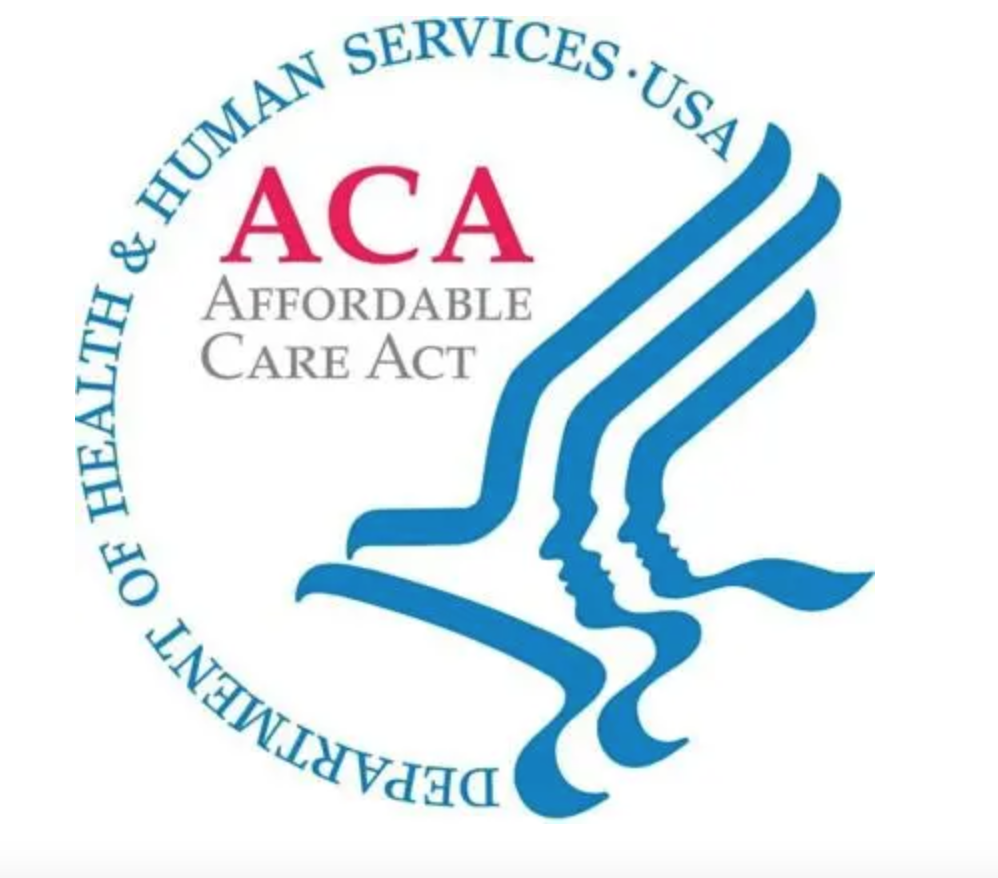 DEPARTMENT OF HEALTH & HUMAN SERVICES · USA
ACA
AFFORDABLE
CARE ACT